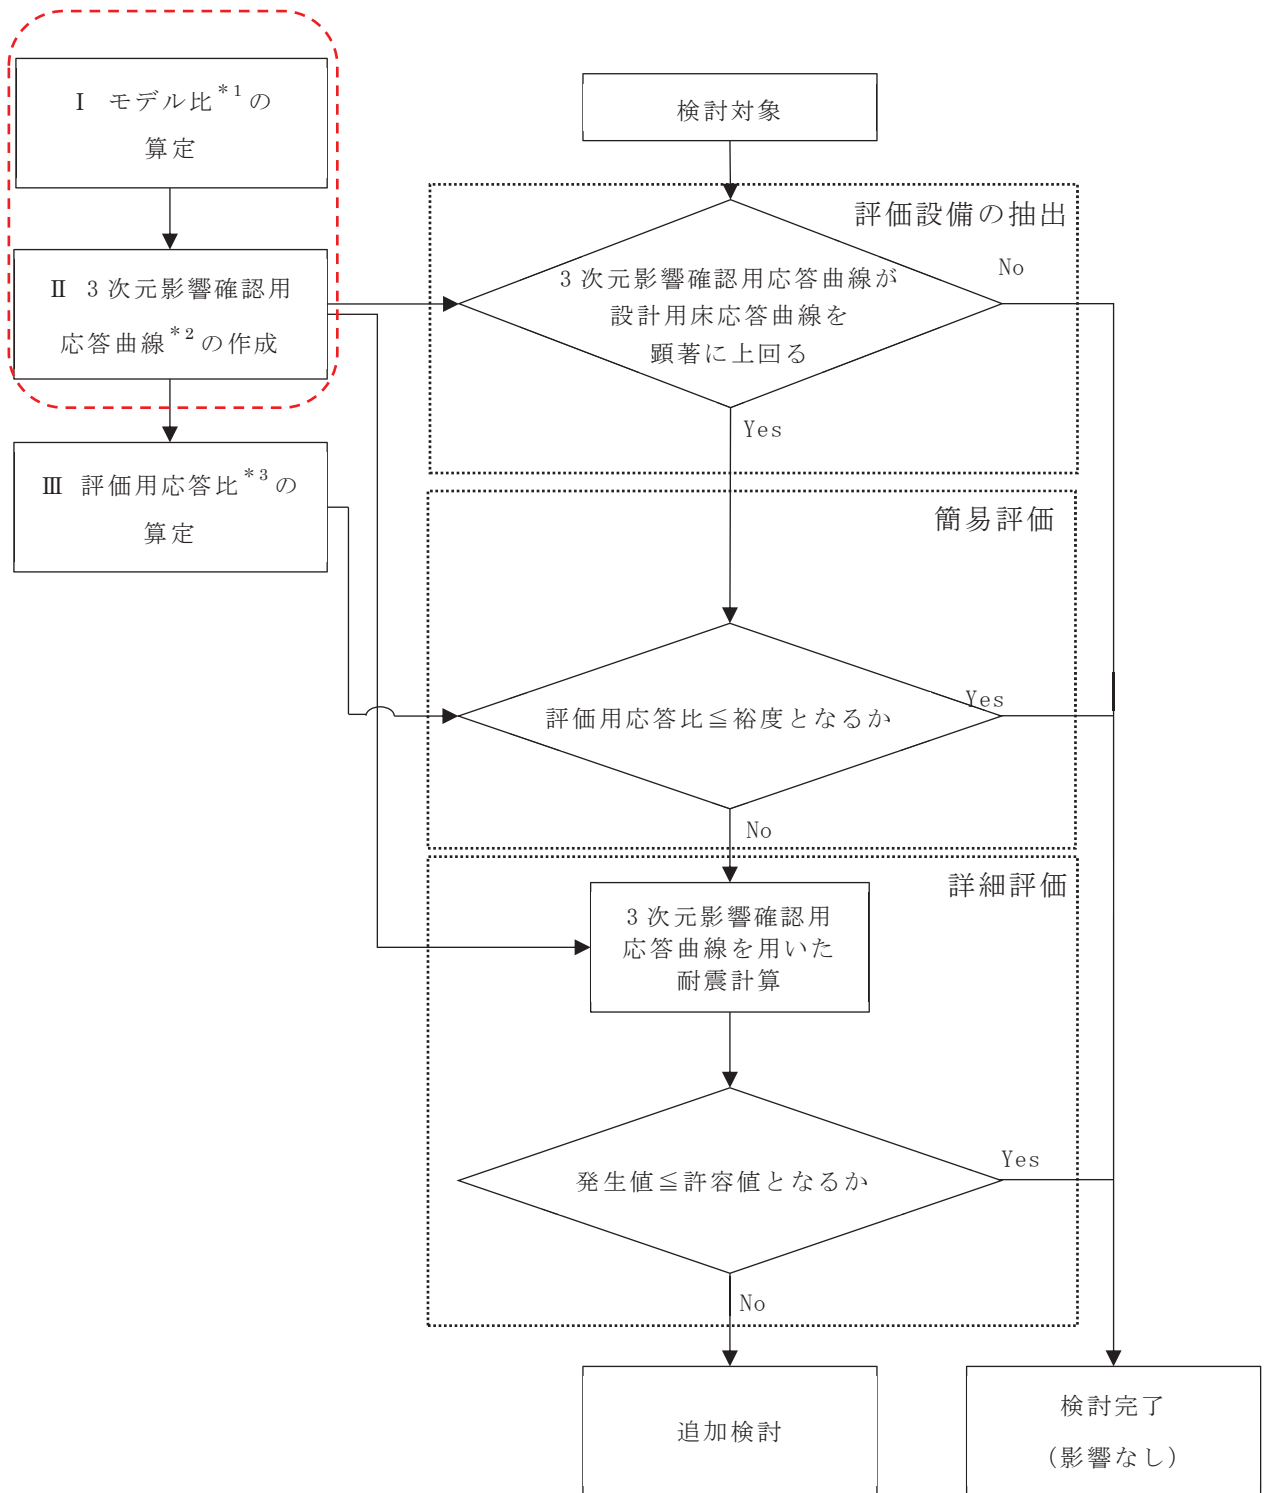 Ⅰ モデル比*1の
算定
Ⅱ 3次元影響確認用
応答曲線*2の作成
Ⅲ 評価用応答比*3の
算定
検討対象
評価設備の抽出
3次元影響確認用応答曲線が
設計用床応答曲線を
顕著に上回る
No
Yes
簡易評価
評価用応答比≦裕度となるか
Yes
No
詳細評価
3次元影響確認用
応答曲線を用いた
耐震計算
発生値≦許容値となるか
Yes
No
追加検討
検討完了
(影響なし)